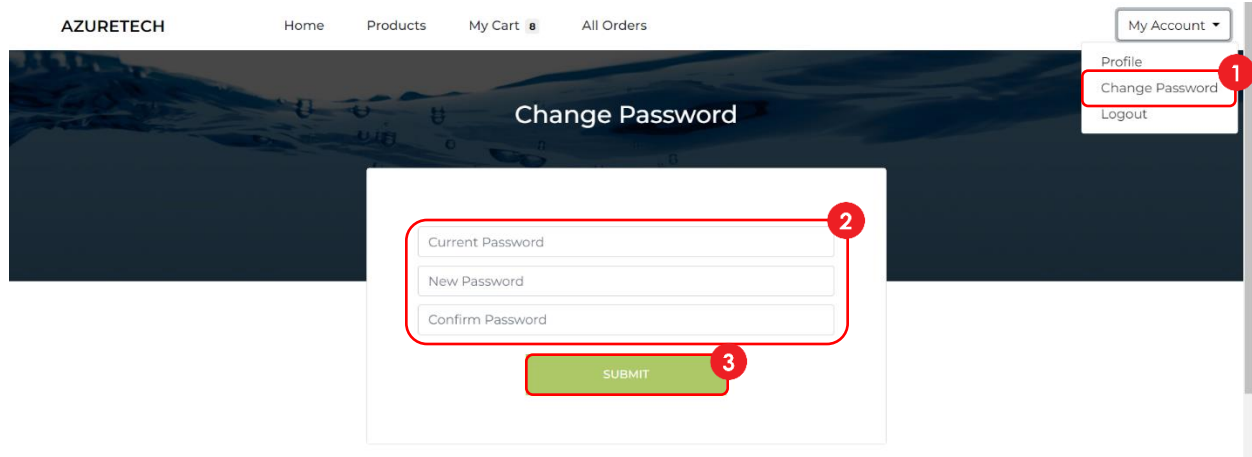 AZURETECH Home Products My Cart 8 All Orders My Account
Profile
1
Change Password
Logout
Change Password
2
Current Password
New Password
Confirm Password
3
SUBMIT